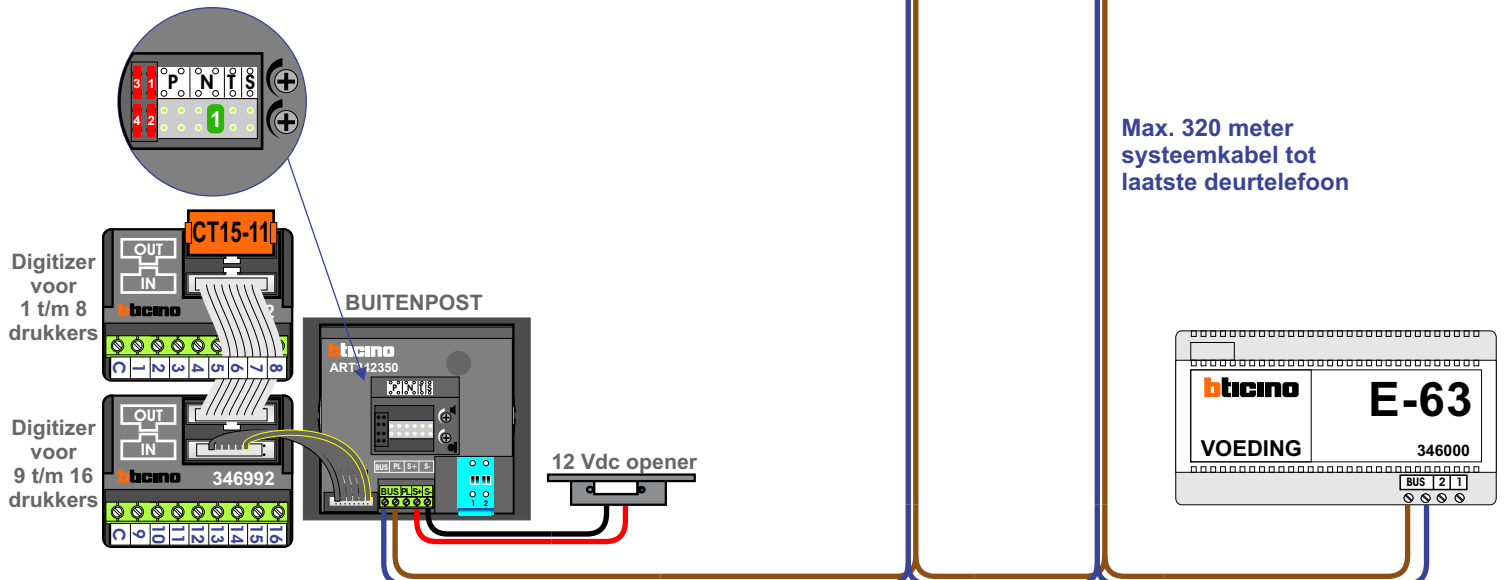 3 1 P N T S
4 2 1
Max. 320 meter
systeemkabel tot
laatste deurtelefoon
CT15-11
OUT
IN
bticino
2
C 1 2 3 4 5 6 7 8
Digitizer
voor
1 t/m 8
drukkers
OUT
IN
bticino 346992
C 9 10 11 12 13 14 15 16
Digitizer
voor
9 t/m 16
drukkers
BUITENPOST
bticino
P N T S
BUS PL S+ S-
BUS PL S+ S-
1 2
12 Vdc opener
bticino
E-63
VOEDING
346000
BUS 2 1